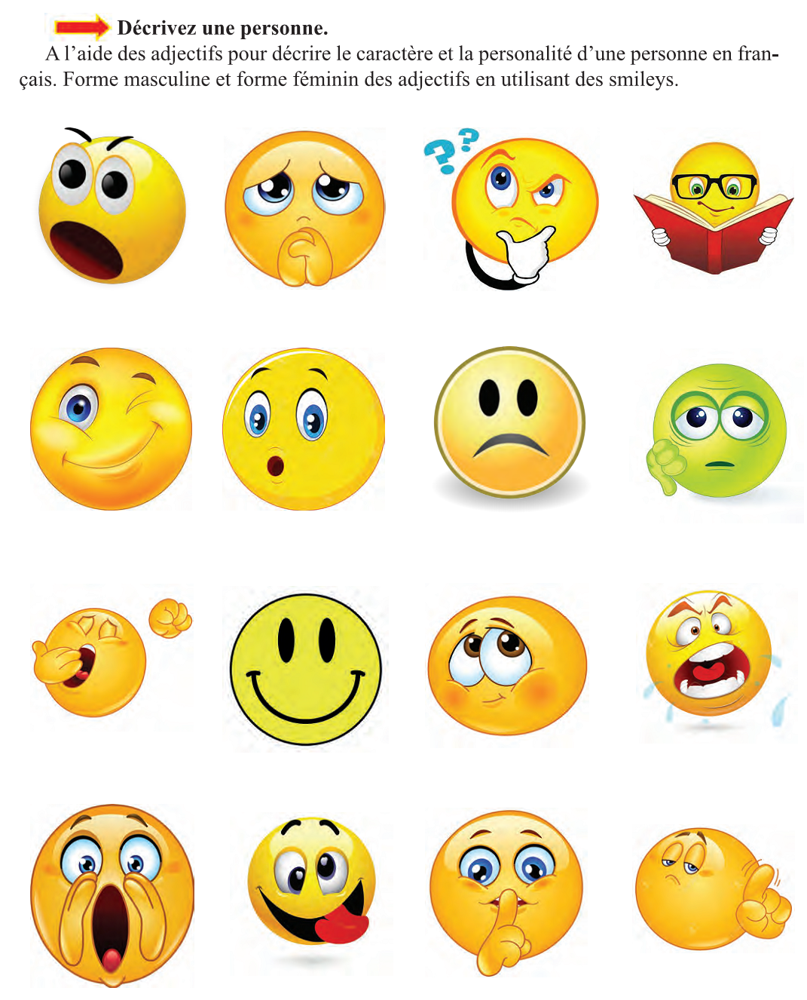 Décrivez une personne.
A l’aide des adjectifs pour décrire le caractère et la personalité d’une personne en fran-
çais. Forme masculine et forme féminin des adjectifs en utilisant des smileys.
??